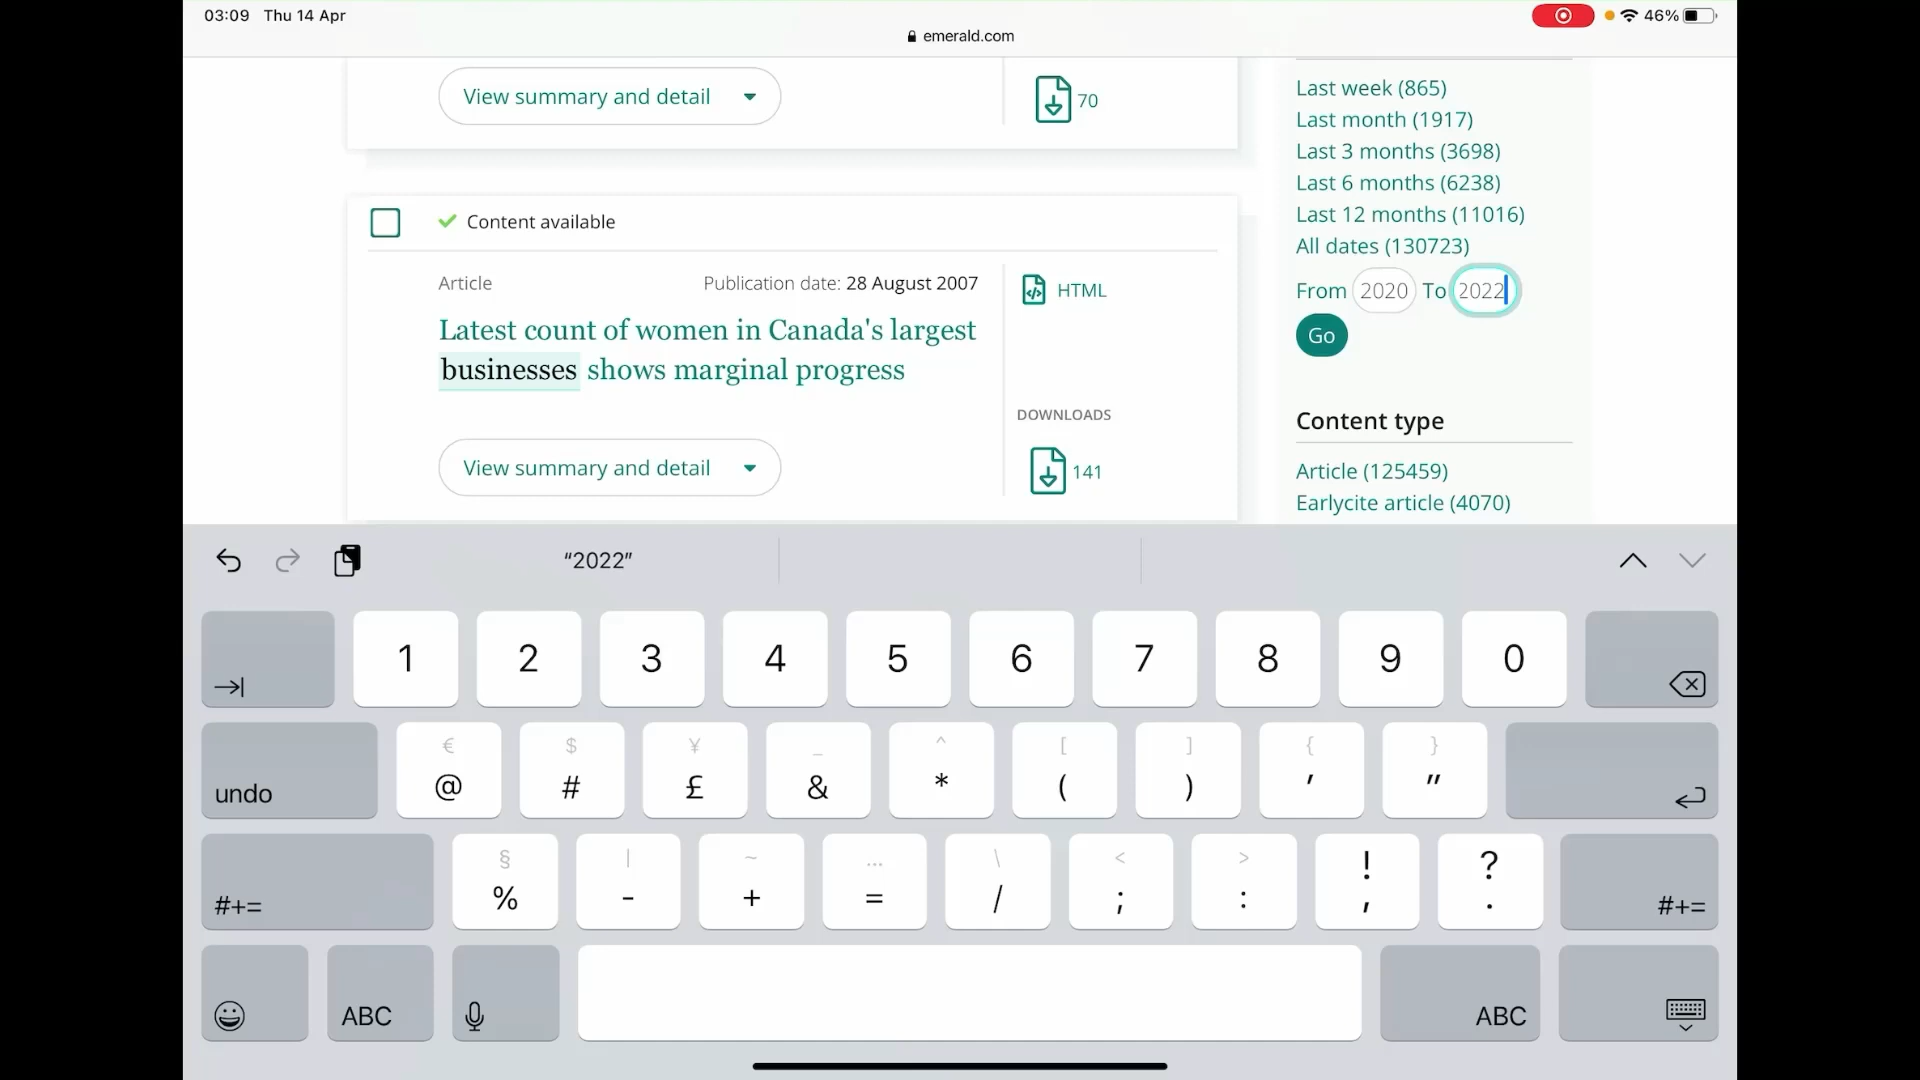 03:09 Thu 14 Apr
46%
emerald.com
View summary and detail
70
Content available
Article
Publication date: 28 August 2007
HTML
Latest count of women in Canada's largest
businesses shows marginal progress
DOWNLOADS
View summary and detail
141
Last week (865)
Last month (1917)
Last 3 months (3698)
Last 6 months (6238)
Last 12 months (11016)
All dates (130723)
From 2020 To 2022
Go
Content type
Article (125459)
Earlycite article (4070)
“2022”
1 2 3 4 5 6 7 8 9 0
€ $ ¥ _ ^ [ ] { }
undo @ # £ & * ( ) ' "
§ | ~ … \ < > ! ?
#+= % - + = / ; : , . #+=
ABC ABC